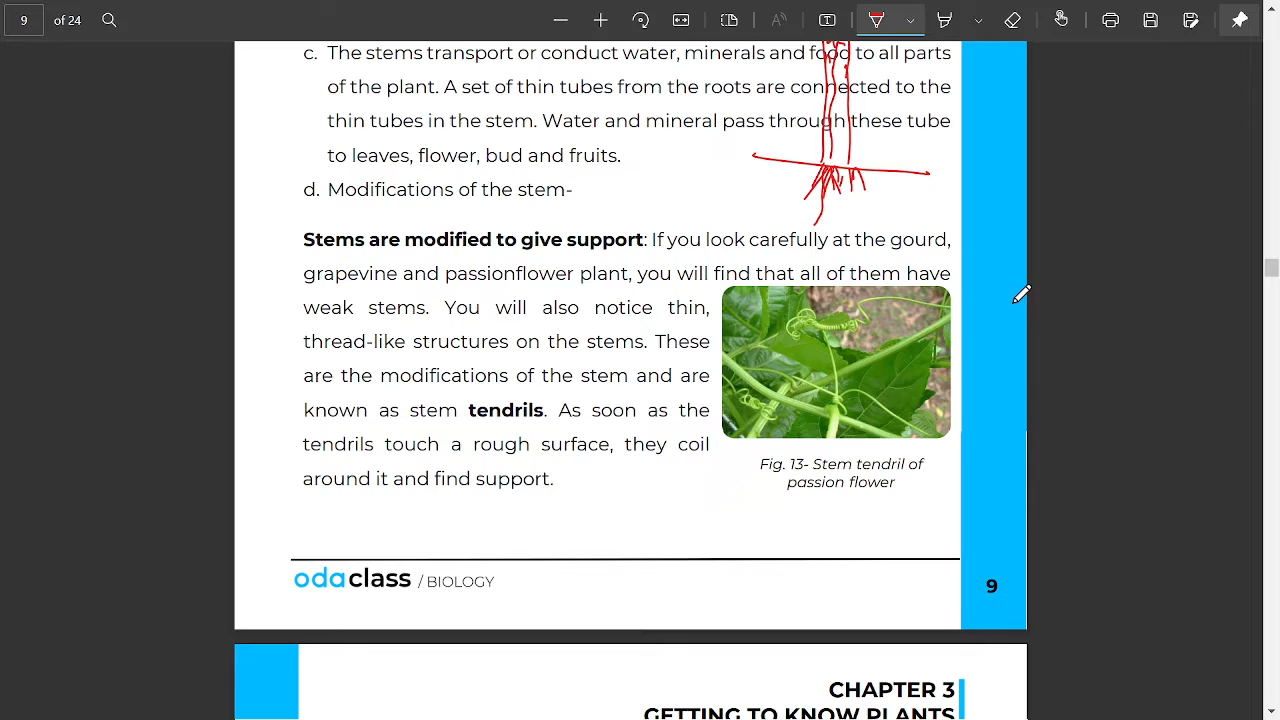 9 of 24
c. The stems transport or conduct water, minerals and food to all parts
of the plant. A set of thin tubes from the roots are connected to the
thin tubes in the stem. Water and mineral pass through these tube
to leaves, flower, bud and fruits.
d. Modifications of the stem-
Stems are modified to give support: If you look carefully at the gourd,
grapevine and passionflower plant, you will find that all of them have
weak stems. You will also notice thin,
thread-like structures on the stems. These
are the modifications of the stem and are
known as stem tendrils. As soon as the
tendrils touch a rough surface, they coil
around it and find support.
Fig. 13- Stem tendril of
passion flower
odaclass / BIOLOGY
9
CHAPTER 3
GETTING TO KNOW PLANTS